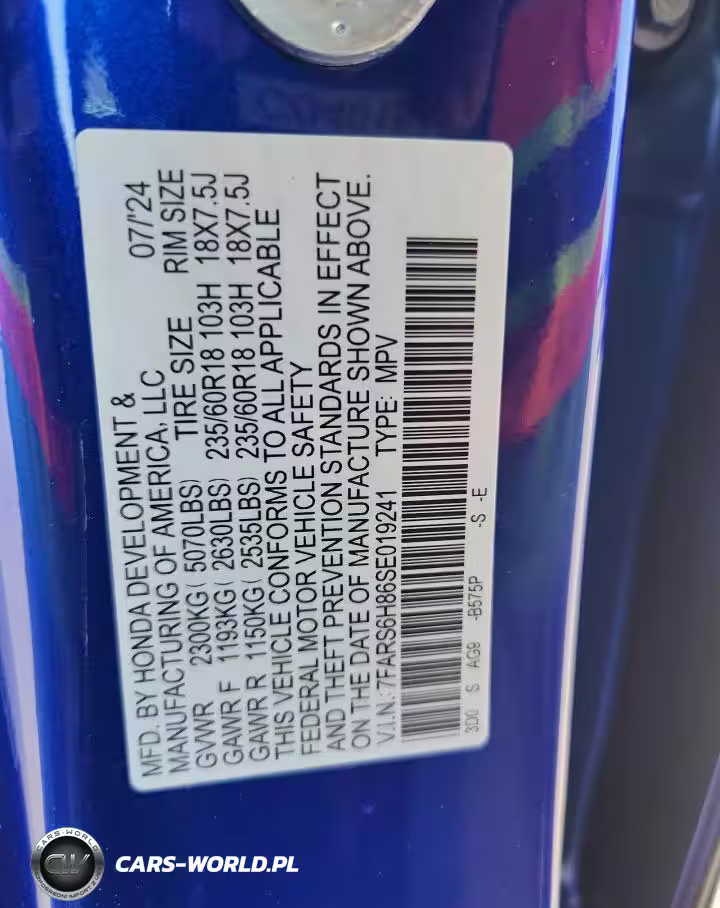 MFD. BY HONDA DEVELOPMENT &
MANUFACTURING OF AMERICA, LLC 07/'24
TIRE SIZE RIM SIZE
GVWR 2300KG( 5070LBS)
GAWR F 1193KG( 2630LBS) 235/60R18 103H 18X7.5J
GAWR R 1150KG( 2535LBS) 235/60R18 103H 18X7.5J
THIS VEHICLE CONFORMS TO ALL APPLICABLE
FEDERAL MOTOR VEHICLE SAFETY
AND THEFT PREVENTION STANDARDS IN EFFECT
ON THE DATE OF MANUFACTURE SHOWN ABOVE.
V.I.N.:7FARS6H86SE019241 TYPE: MPV
3D0 S AG9 -B575P -S -E
CARS-WORLD
CW
CARS-WORLD.PL